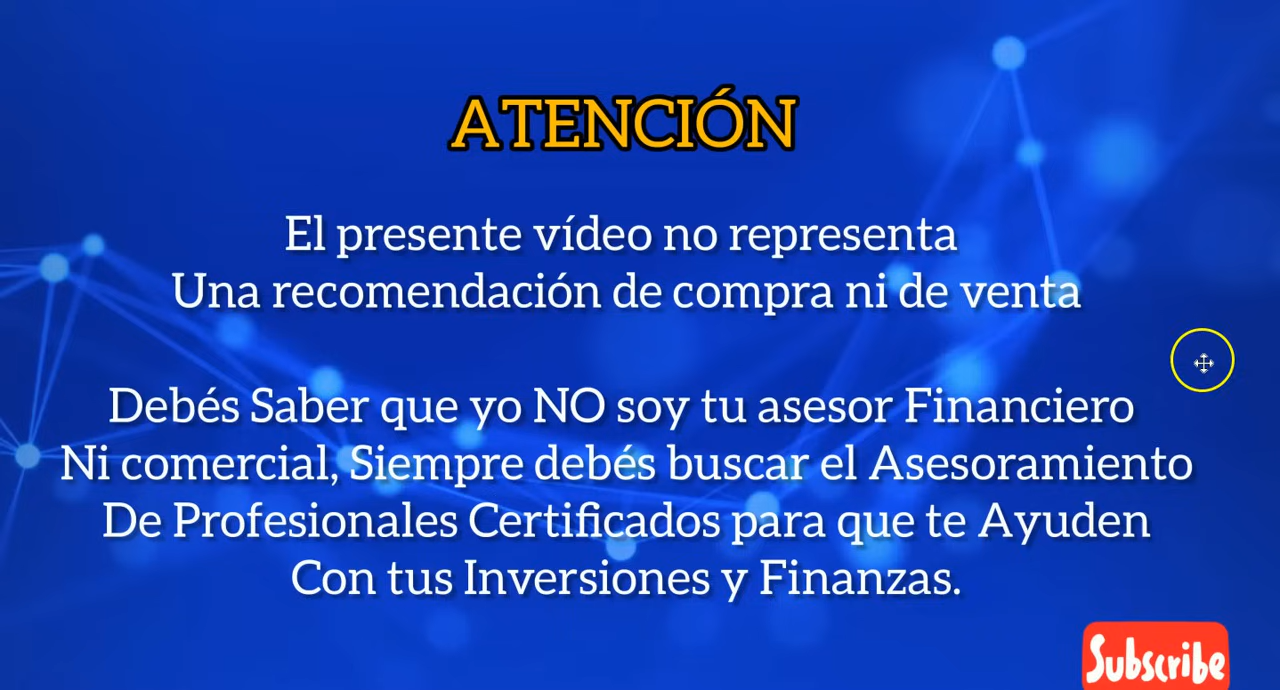 ATENCIÓN
El presente vídeo no representa
Una recomendación de compra ni de venta
Debés Saber que yo NO soy tu asesor Financiero
Ni comercial, Siempre debés buscar el Asesoramiento
De Profesionales Certificados para que te Ayuden
Con tus Inversiones y Finanzas.
Subscribe